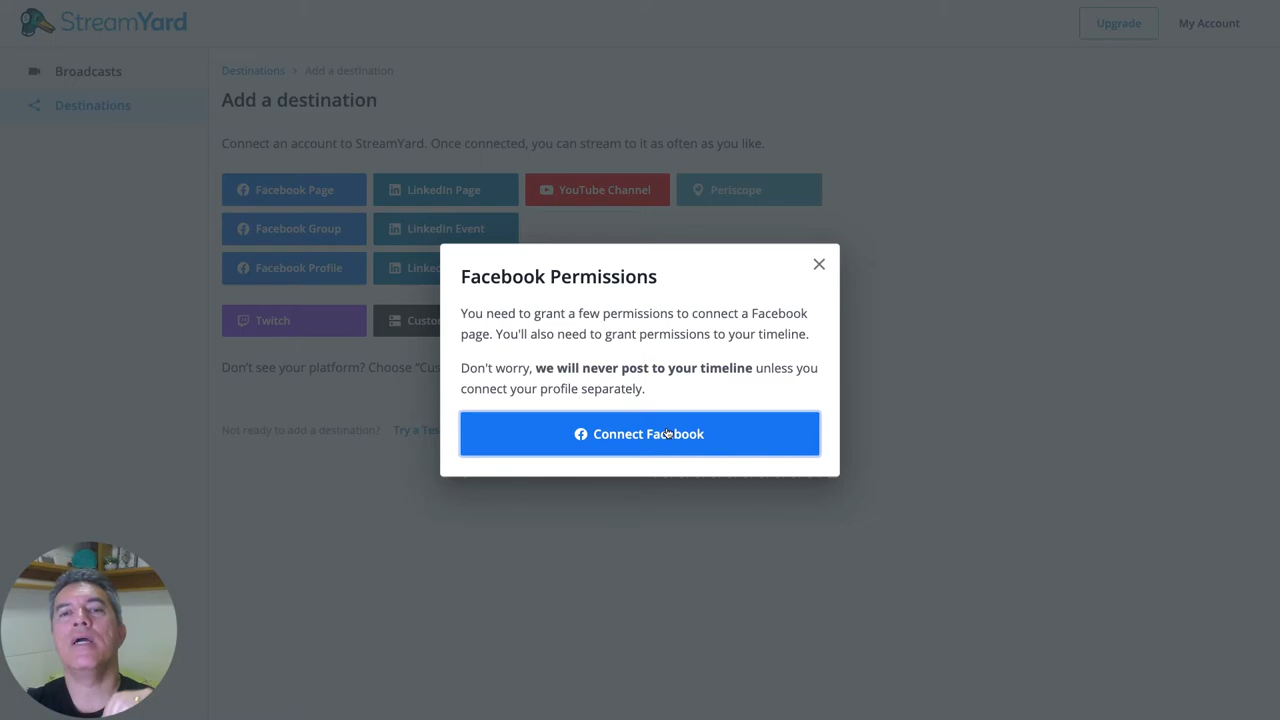 StreamYard
Upgrade
My Account
Broadcasts
Destinations
Destinations > Add a destination
Add a destination
Connect an account to StreamYard. Once connected, you can stream to it as often as you like.
Facebook Page
LinkedIn Page
YouTube Channel
Periscope
Facebook Group
LinkedIn Event
Facebook Profile
Twitch
Don't see your platform? Choose
Not ready to add a destination? Try a
Facebook Permissions
You need to grant a few permissions to connect a Facebook
page. You'll also need to grant permissions to your timeline.
Don't worry, we will never post to your timeline unless you
connect your profile separately.
Connect Facebook